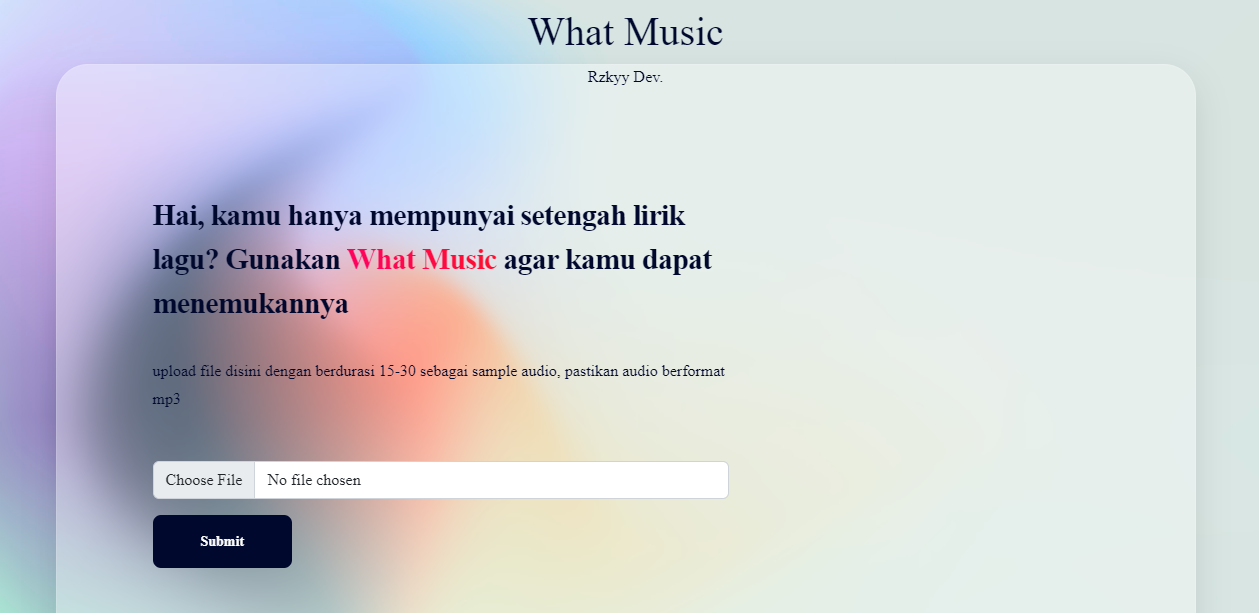 What Music
Rzkyy Dev.
Hai, kamu hanya mempunyai setengah lirik
lagu? Gunakan What Music agar kamu dapat
menemukannya
upload file disini dengan berdurasi 15-30 sebagai sample audio, pastikan audio berformat
mp3
Choose File No file chosen
Submit